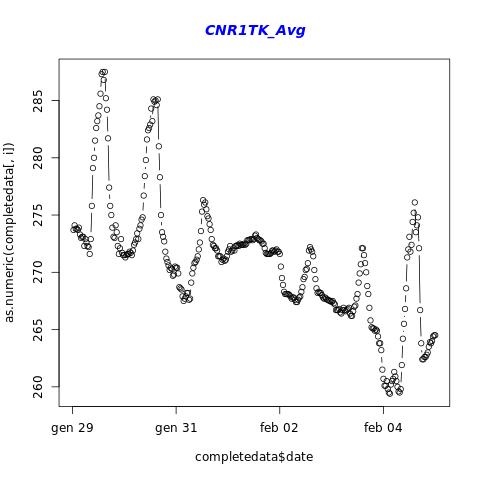 CNR1TK_Avg
as.numeric(completedata[, i])
285
280
275
270
265
260
gen 29
gen 31
feb 02
feb 04
completedata$date